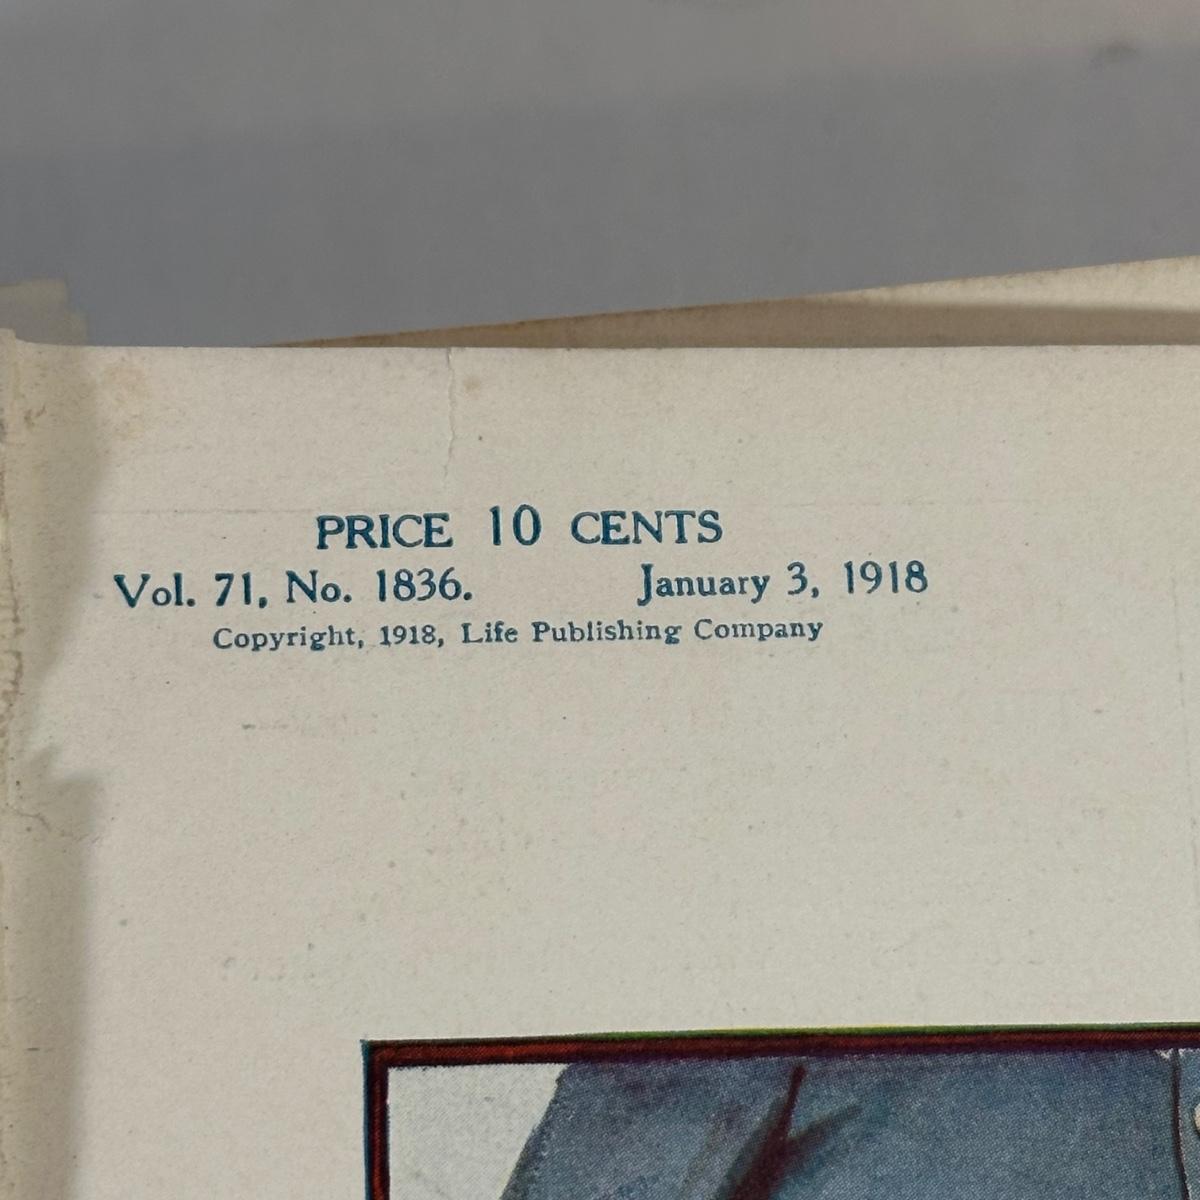 PRICE 10 CENTS
Vol. 71, No. 1836. January 3, 1918
Copyright, 1918, Life Publishing Company